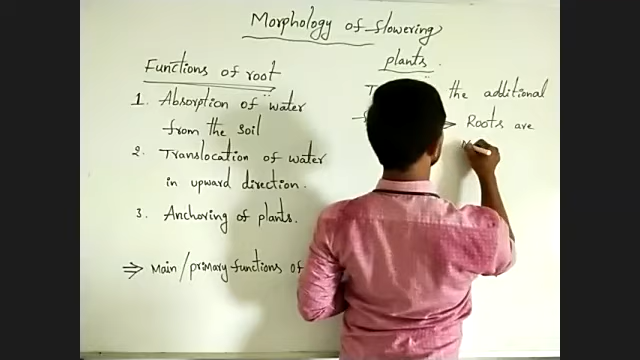 Morphology of flowering
plants.
Functions of root
1. Absorption of water
from the soil
2. Translocation of water
in upward direction.
3. Anchoring of plants.
⇒ Main/primary functions of
the additional
Roots are